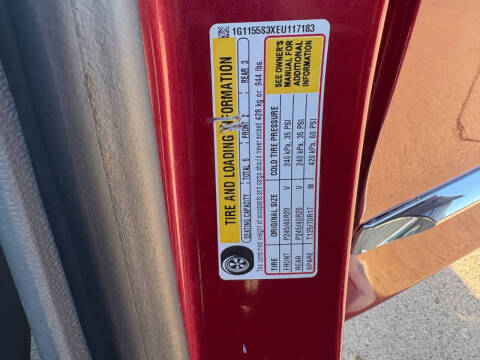 1G1155S3XEU117183
TIRE AND LOADING INFORMATION
SEATING CAPACITY TOTAL 5 FRONT 2 REAR 3
The combined weight of occupants and cargo should never exceed 428 kg or 944 lbs.
TIRE ORIGINAL SIZE COLD TIRE PRESSURE
FRONT P245/40R20 V 240 kPa, 35 PSI
REAR P245/40R20 V 240 kPa, 35 PSI
SPARE T125/70R17 M 420 kPa, 60 PSI
SEE OWNER'S
MANUAL FOR
ADDITIONAL
INFORMATION